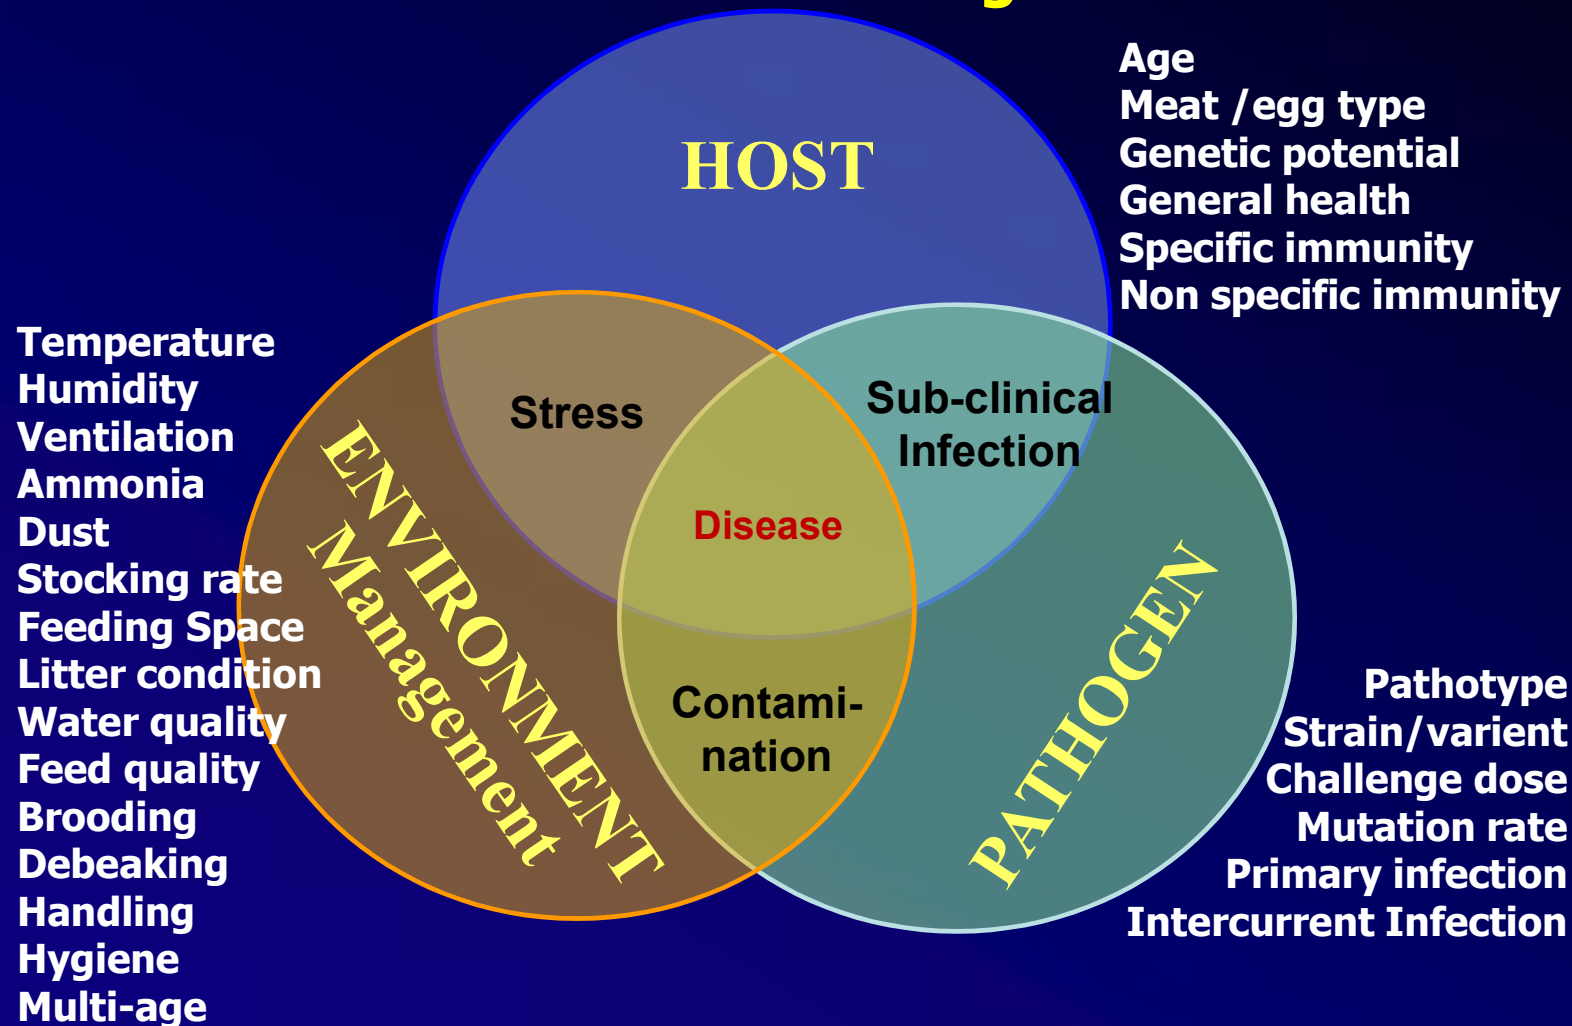 HOST
Age
Meat /egg type
Genetic potential
General health
Specific immunity
Non specific immunity
Temperature
Humidity
Ventilation
Ammonia
Dust
Stocking rate
Feeding Space
Litter condition
Water quality
Feed quality
Brooding
Debeaking
Handling
Hygiene
Multi-age
ENVIRONMENT
Management
Stress
Sub-clinical
Infection
Disease
Contami-
nation
PATHOGEN
Pathotype
Strain/varient
Challenge dose
Mutation rate
Primary infection
Intercurrent Infection